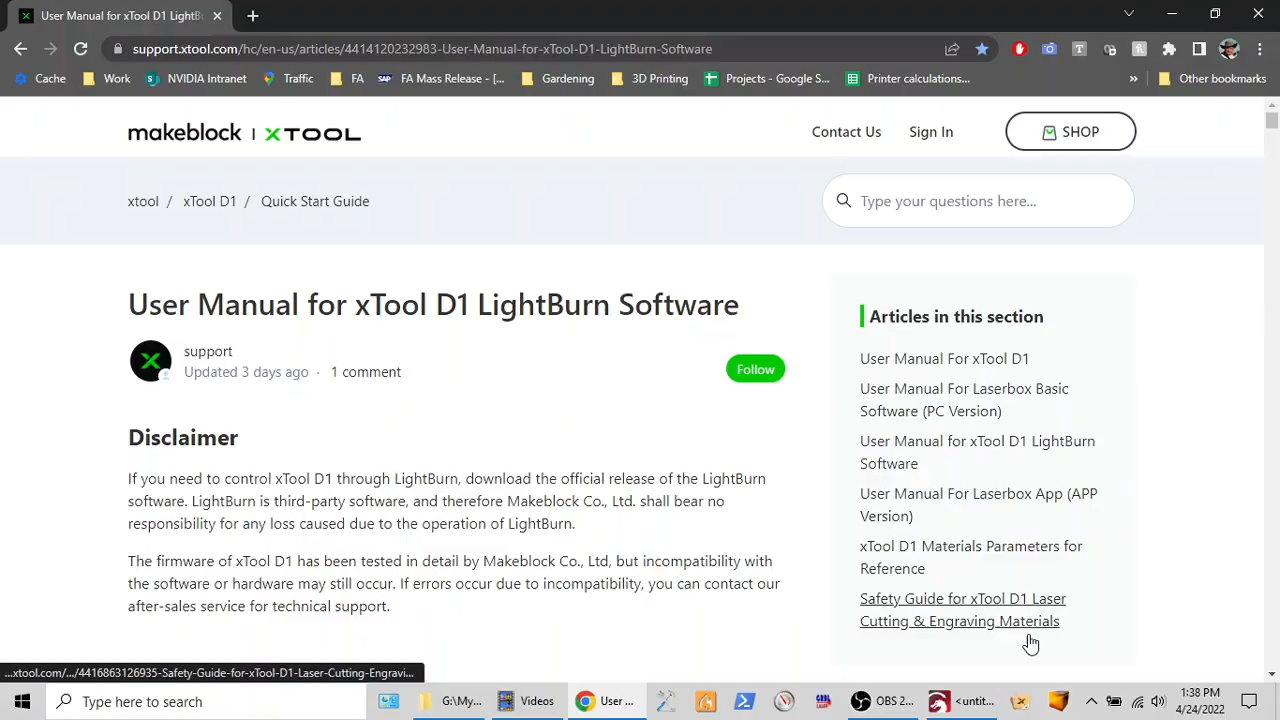 User Manual for xTool D1 LightBu
support.xtool.com/hc/en-us/articles/4414120232983-User-Manual-for-xTool-D1-LightBurn-Software
Cache Work NVIDIA Intranet Traffic FA FA Mass Release - [... Gardening 3D Printing Projects - Google S... Printer calculations... » Other bookmarks
makeblock | xTOOL Contact Us Sign In SHOP
xtool / xTool D1 / Quick Start Guide Type your questions here...
User Manual for xTool D1 LightBurn Software
support
Updated 3 days ago · 1 comment
Follow
Disclaimer
If you need to control xTool D1 through LightBurn, download the official release of the LightBurn
software. LightBurn is third-party software, and therefore Makeblock Co., Ltd. shall bear no
responsibility for any loss caused due to the operation of LightBurn.
The firmware of xTool D1 has been tested in detail by Makeblock Co., Ltd, but incompatibility with
the software or hardware may still occur. If errors occur due to incompatibility, you can contact our
after-sales service for technical support.
Articles in this section
User Manual For xTool D1
User Manual For Laserbox Basic
Software (PC Version)
User Manual for xTool D1 LightBurn
Software
User Manual For Laserbox App (APP
Version)
xTool D1 Materials Parameters for
Reference
Safety Guide for xTool D1 Laser
Cutting & Engraving Materials
...xtool.com/.../4416863126935-Safety-Guide-for-xTool-D1-Laser-Cutting-Engravi...
Type here to search G:\My... Videos User ... OBS 2... <untit... 1:38 PM
4/24/2022